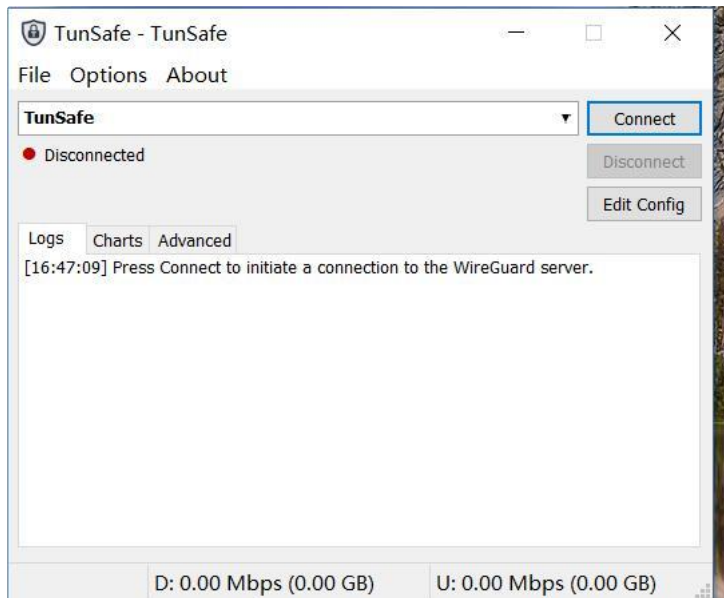 TunSafe - TunSafe
File Options About
TunSafe
Connect
Disconnected
Disconnect
Edit Config
Logs Charts Advanced
[16:47:09] Press Connect to initiate a connection to the WireGuard server.
D: 0.00 Mbps (0.00 GB) U: 0.00 Mbps (0.00 GB)